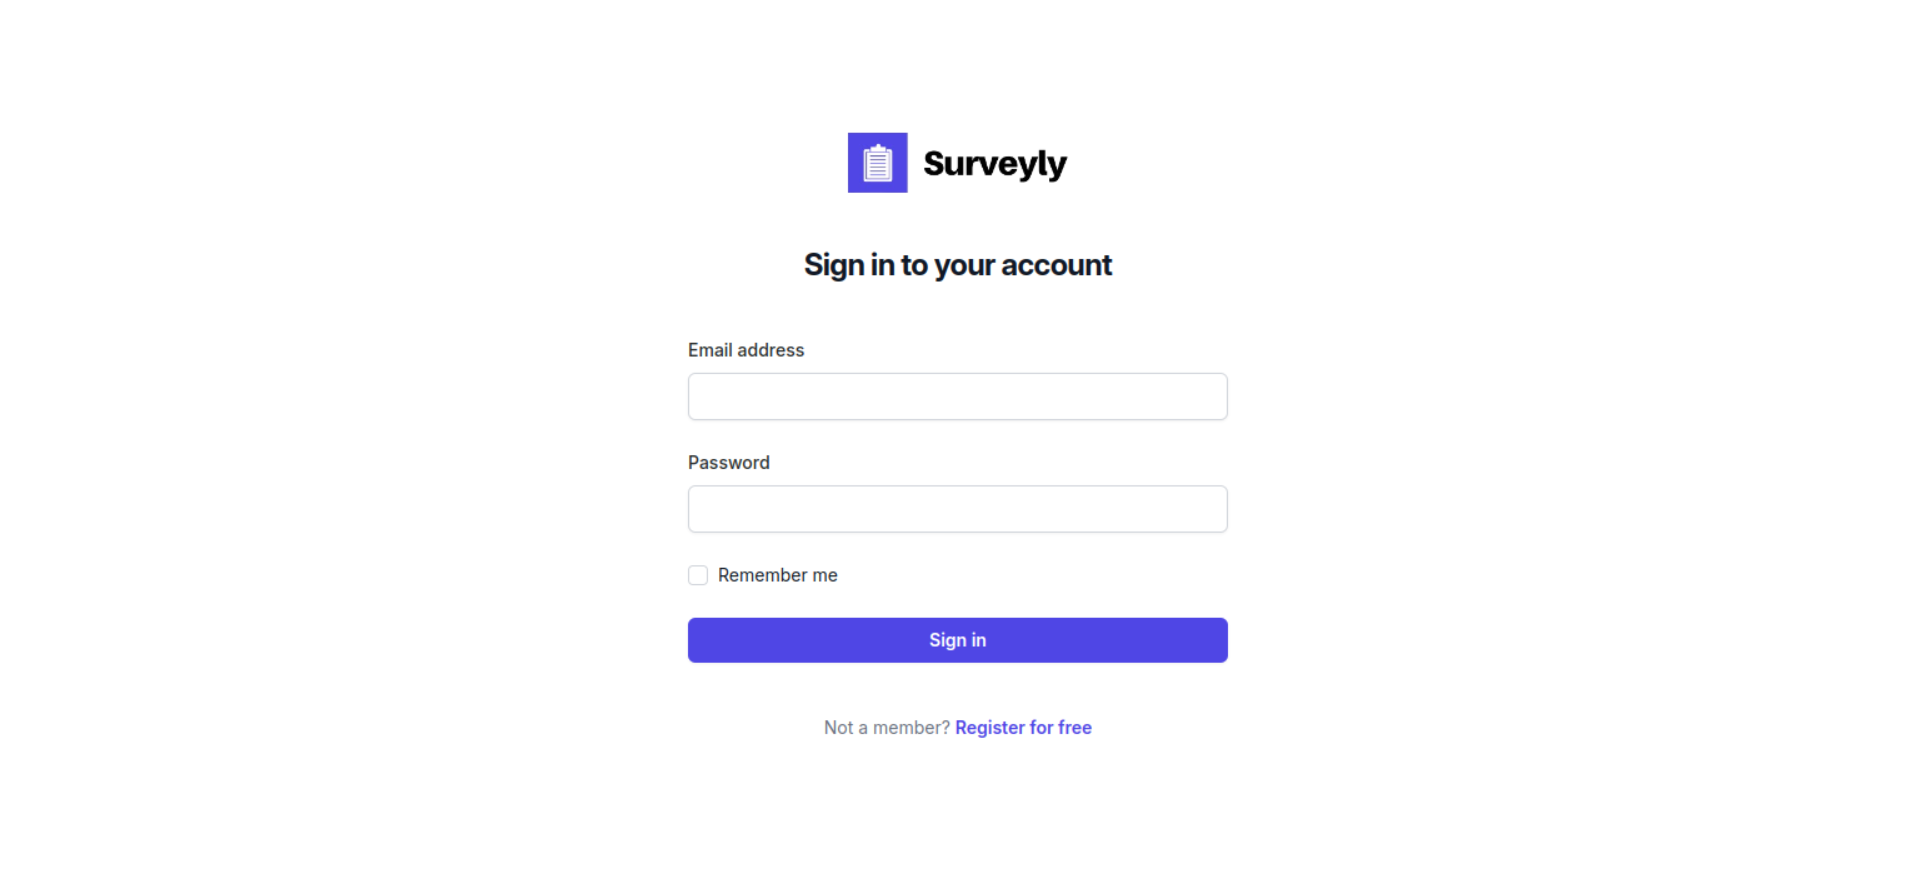 Surveyly
Sign in to your account
Email address
Password
Remember me
Sign in
Not a member? Register for free